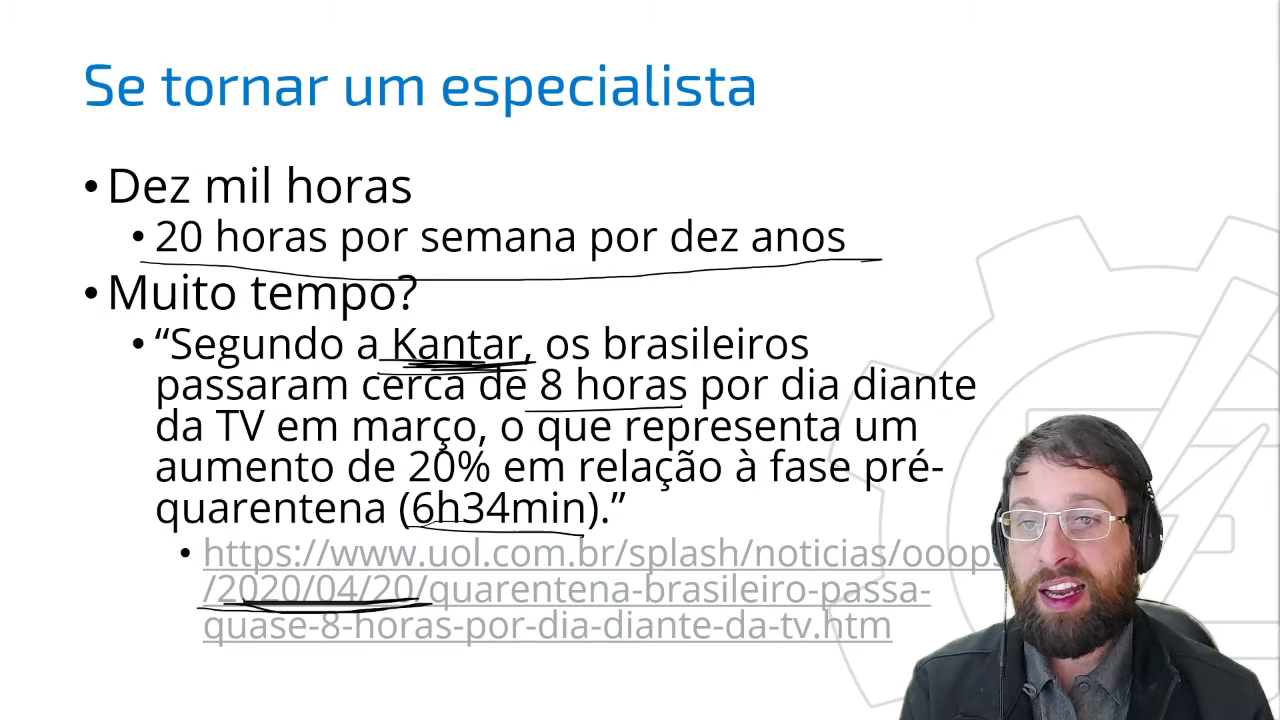 Se tornar um especialista
• Dez mil horas
• 20 horas por semana por dez anos
• Muito tempo?
• “Segundo a Kantar, os brasileiros
passaram cerca de 8 horas por dia diante
da TV em março, o que representa um
aumento de 20% em relação à fase pré-
quarentena (6h34min).”
• https://www.uol.com.br/splash/noticias/ooops
/2020/04/20/quarentena-brasileiro-passa-
quase-8-horas-por-dia-diante-da-tv.htm